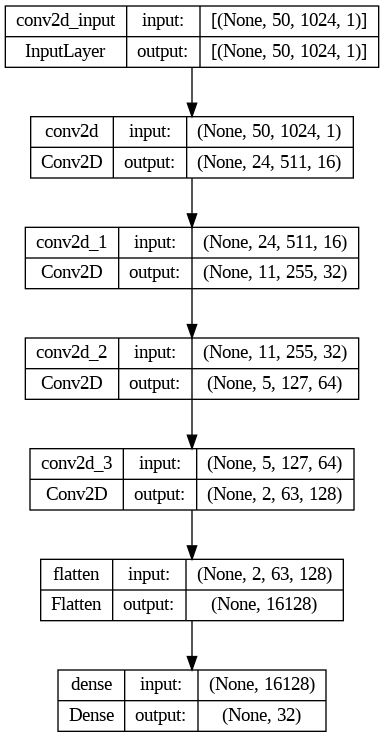 conv2d_input input: [(None, 50, 1024, 1)]
InputLayer output: [(None, 50, 1024, 1)]
conv2d input: (None, 50, 1024, 1)
Conv2D output: (None, 24, 511, 16)
conv2d_1 input: (None, 24, 511, 16)
Conv2D output: (None, 11, 255, 32)
conv2d_2 input: (None, 11, 255, 32)
Conv2D output: (None, 5, 127, 64)
conv2d_3 input: (None, 5, 127, 64)
Conv2D output: (None, 2, 63, 128)
flatten input: (None, 2, 63, 128)
Flatten output: (None, 16128)
dense input: (None, 16128)
Dense output: (None, 32)